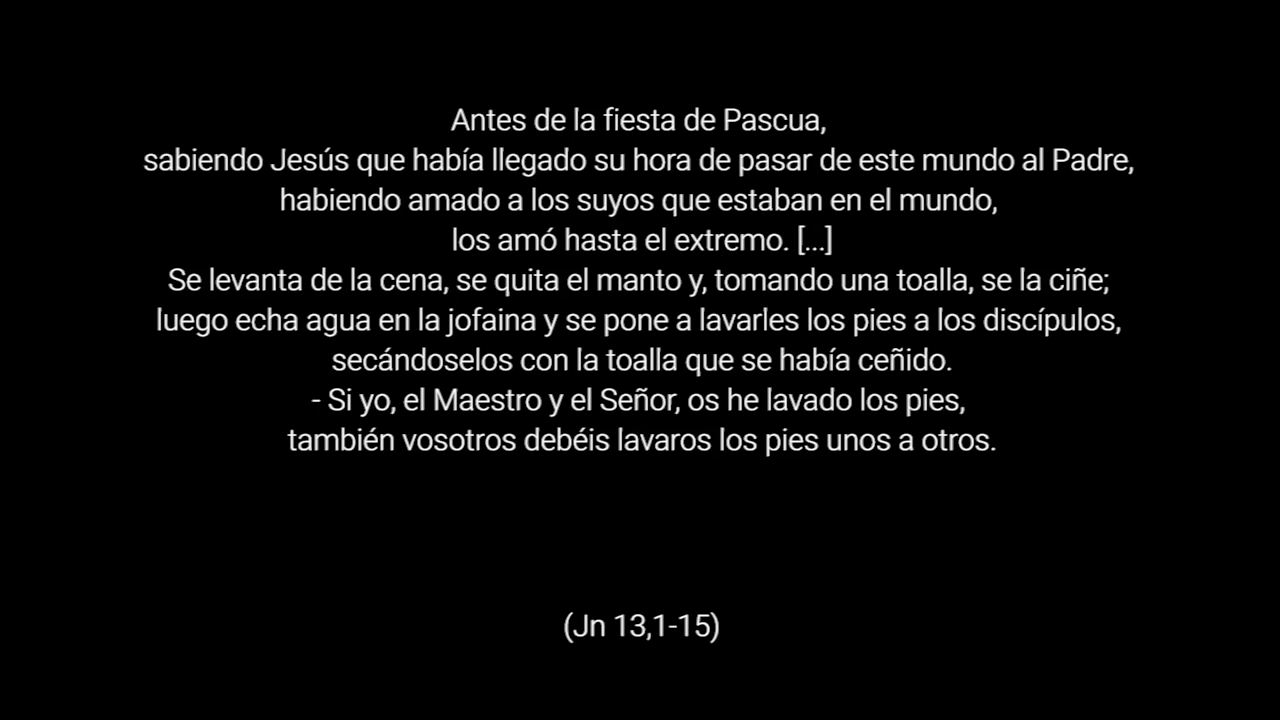 Antes de la fiesta de Pascua,
sabiendo Jesús que había llegado su hora de pasar de este mundo al Padre,
habiendo amado a los suyos que estaban en el mundo,
los amó hasta el extremo. [...]
Se levanta de la cena, se quita el manto y, tomando una toalla, se la ciñe;
luego echa agua en la jofaina y se pone a lavarles los pies a los discípulos,
secándoselos con la toalla que se había ceñido.
- Si yo, el Maestro y el Señor, os he lavado los pies,
también vosotros debéis lavaros los pies unos a otros.
(Jn 13,1-15)